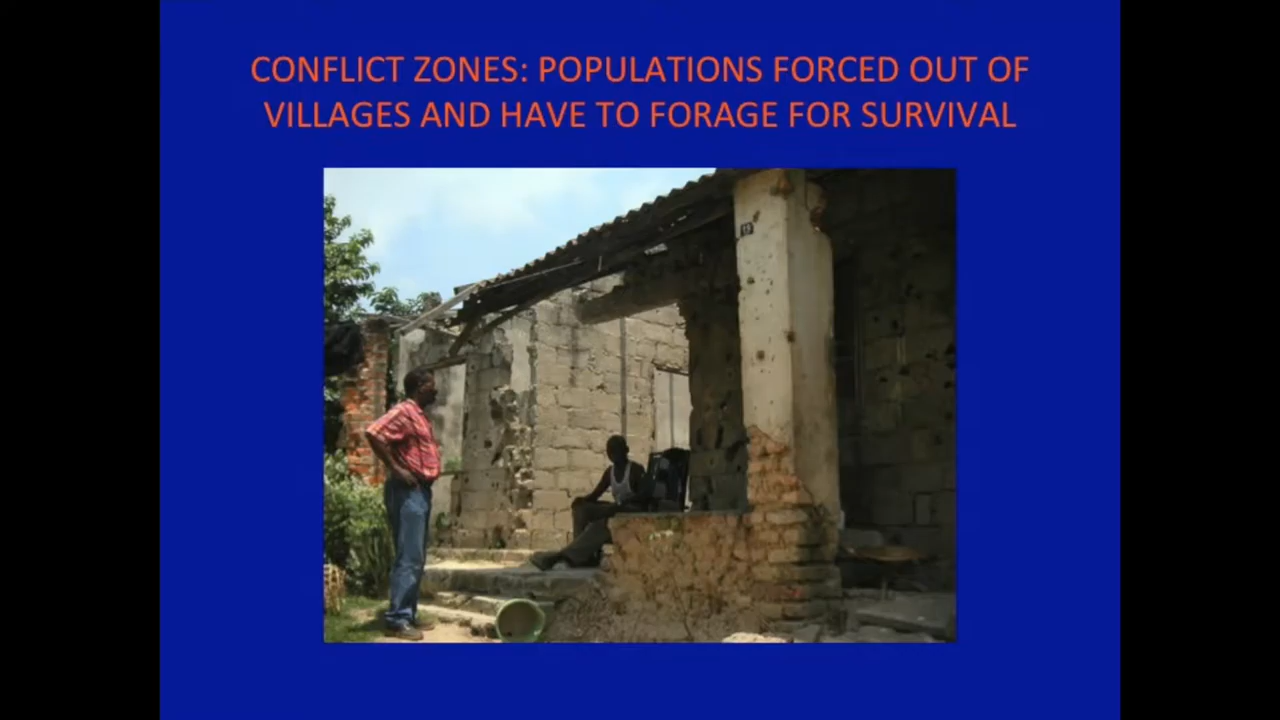 CONFLICT ZONES: POPULATIONS FORCED OUT OF
VILLAGES AND HAVE TO FORAGE FOR SURVIVAL